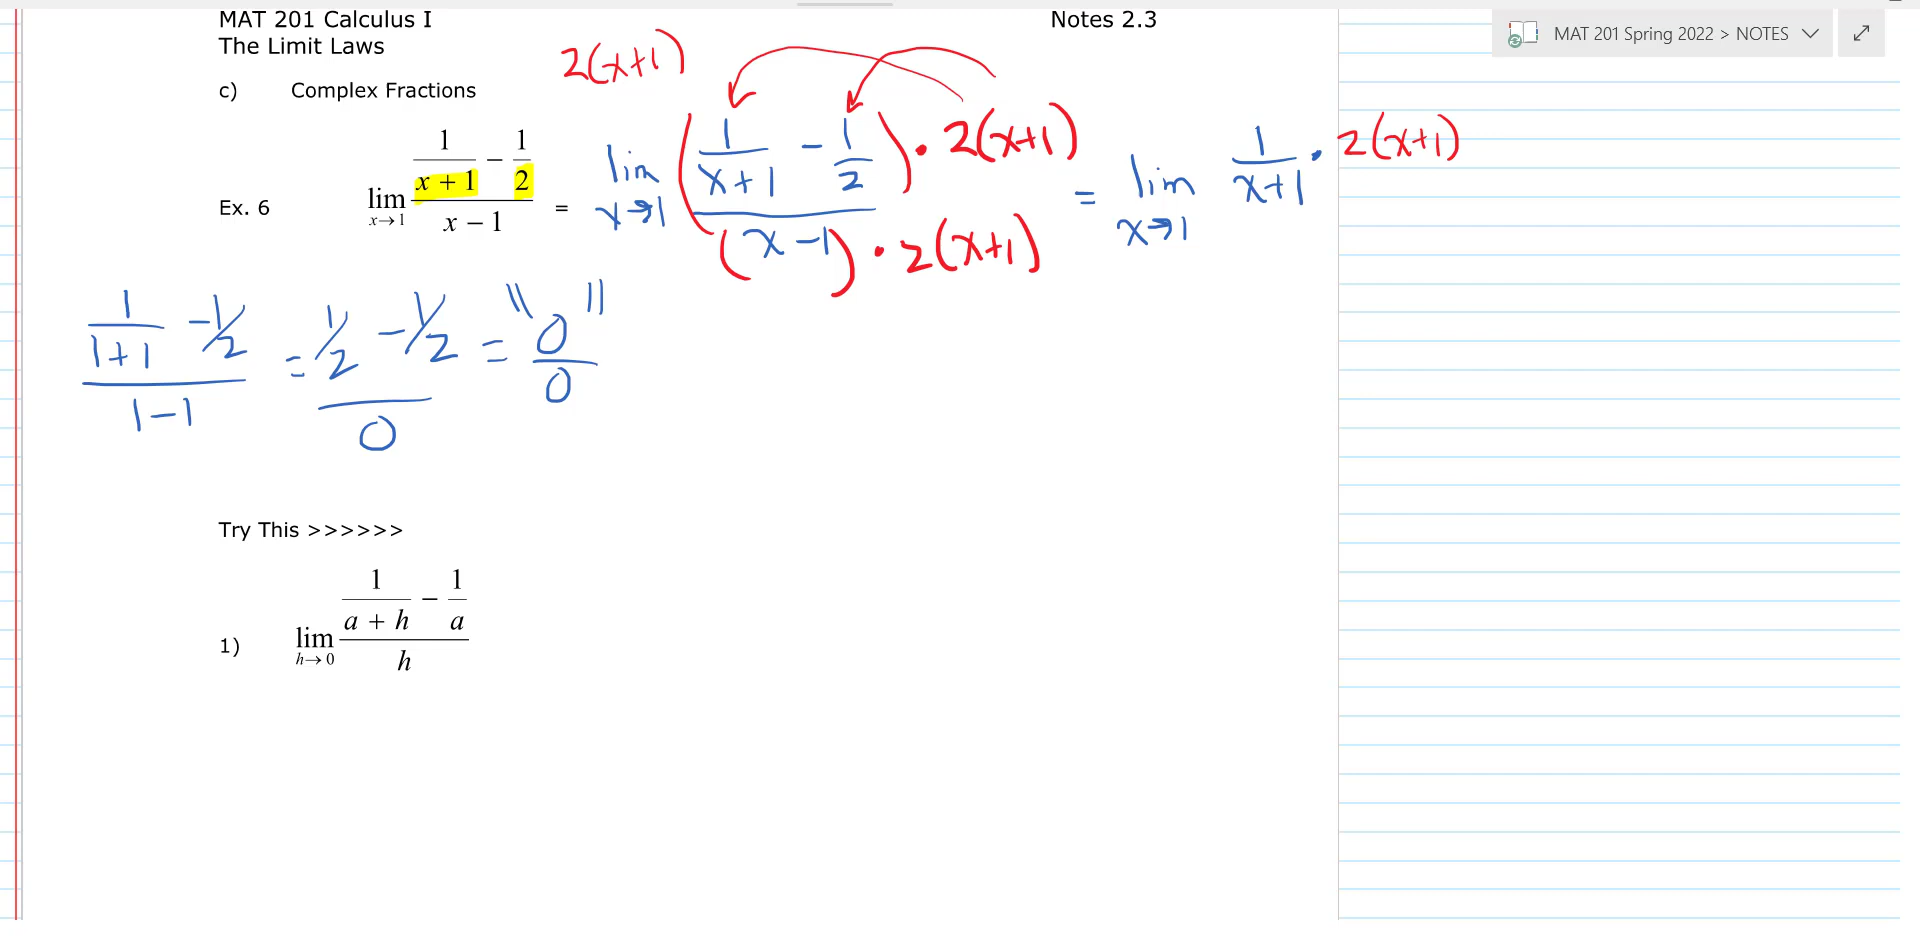 MAT 201 Calculus I
Notes 2.3
MAT 201 Spring 2022 > NOTES
The Limit Laws
2(x+1)
c) Complex Fractions
Ex. 6 lim x→1 (1/(x + 1) − 1/2)/(x − 1) = lim x→1 ((1/(x+1) − 1/2) · 2(x+1))/((x−1) · 2(x+1)) = lim x→1 1/(x+1) · 2(x+1)
(1/(1+1) − 1/2)/(1−1) = (1/2 − 1/2)/0 = "0/0"
Try This >>>>>>
1) lim h→0 (1/(a + h) − 1/a)/h